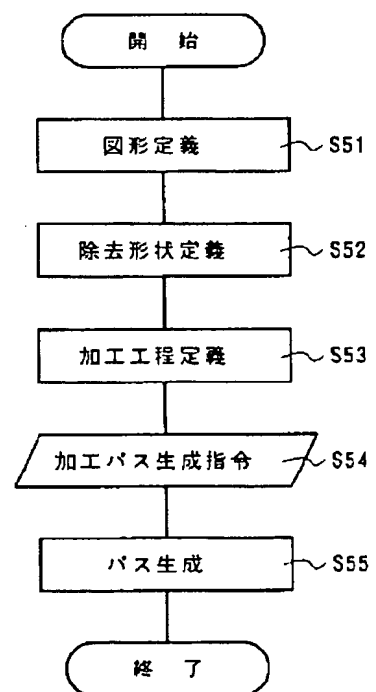 開始
図形定義 S51
除去形状定義 S52
加工工程定義 S53
加工パス生成指令 S54
パス生成 S55
終了